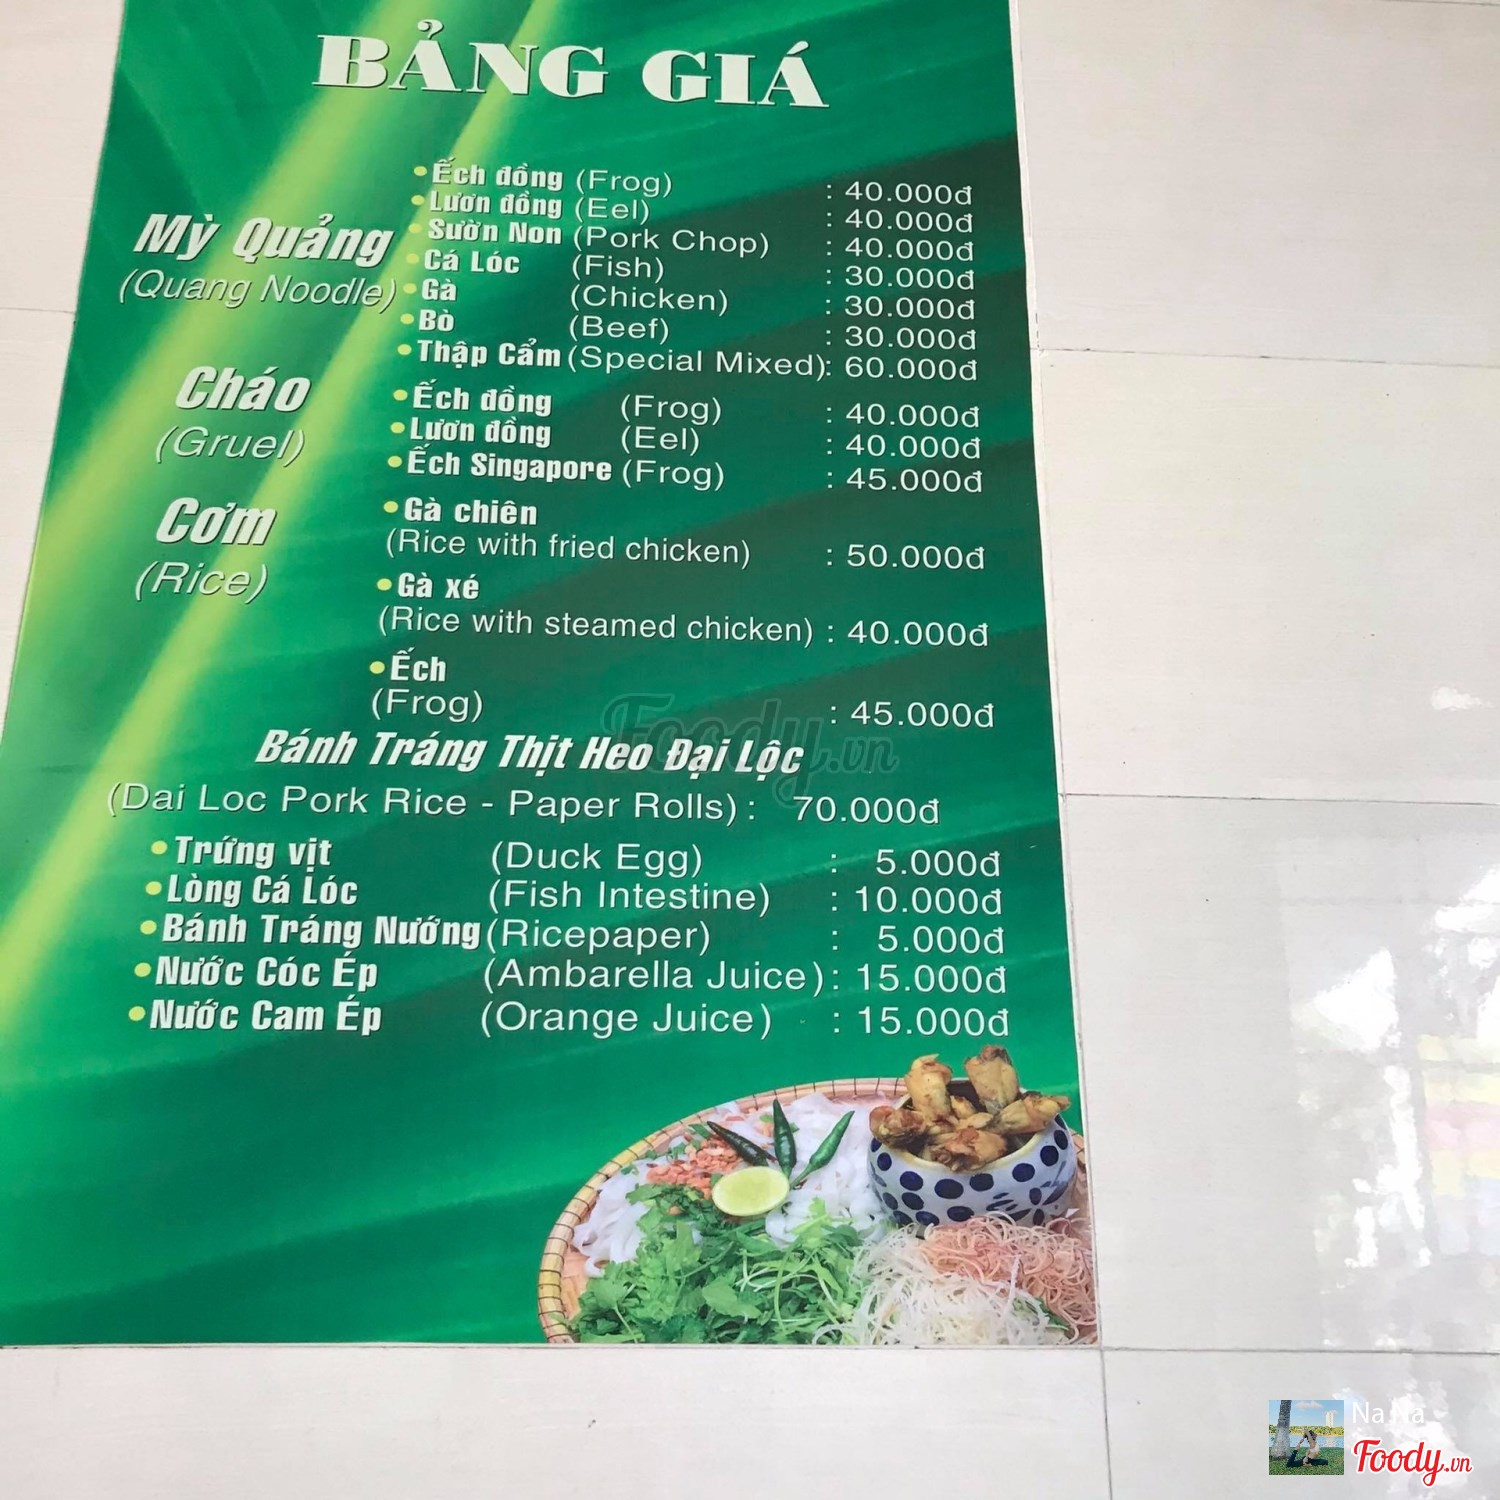 BẢNG GIÁ
Mỳ Quảng
(Quang Noodle)
• Ếch đồng (Frog) : 40.000đ
• Lươn đồng (Eel) : 40.000đ
• Sườn Non (Pork Chop) : 40.000đ
• Cá Lóc (Fish) : 30.000đ
• Gà (Chicken) : 30.000đ
• Bò (Beef) : 30.000đ
• Thập Cẩm (Special Mixed): 60.000đ
Cháo
(Gruel)
• Ếch đồng (Frog) : 40.000đ
• Lươn đồng (Eel) : 40.000đ
• Ếch Singapore (Frog) : 45.000đ
Cơm
(Rice)
• Gà chiên
(Rice with fried chicken) : 50.000đ
• Gà xé
(Rice with steamed chicken) : 40.000đ
• Ếch
(Frog) : 45.000đ
Foody.vn
Bánh Tráng Thịt Heo Đại Lộc
(Dai Loc Pork Rice - Paper Rolls) : 70.000đ
• Trứng vịt (Duck Egg) : 5.000đ
• Lòng Cá Lóc (Fish Intestine) : 10.000đ
• Bánh Tráng Nướng (Ricepaper) : 5.000đ
• Nước Cóc Ép (Ambarella Juice) : 15.000đ
• Nước Cam Ép (Orange Juice) : 15.000đ
Na Na
Foody.vn